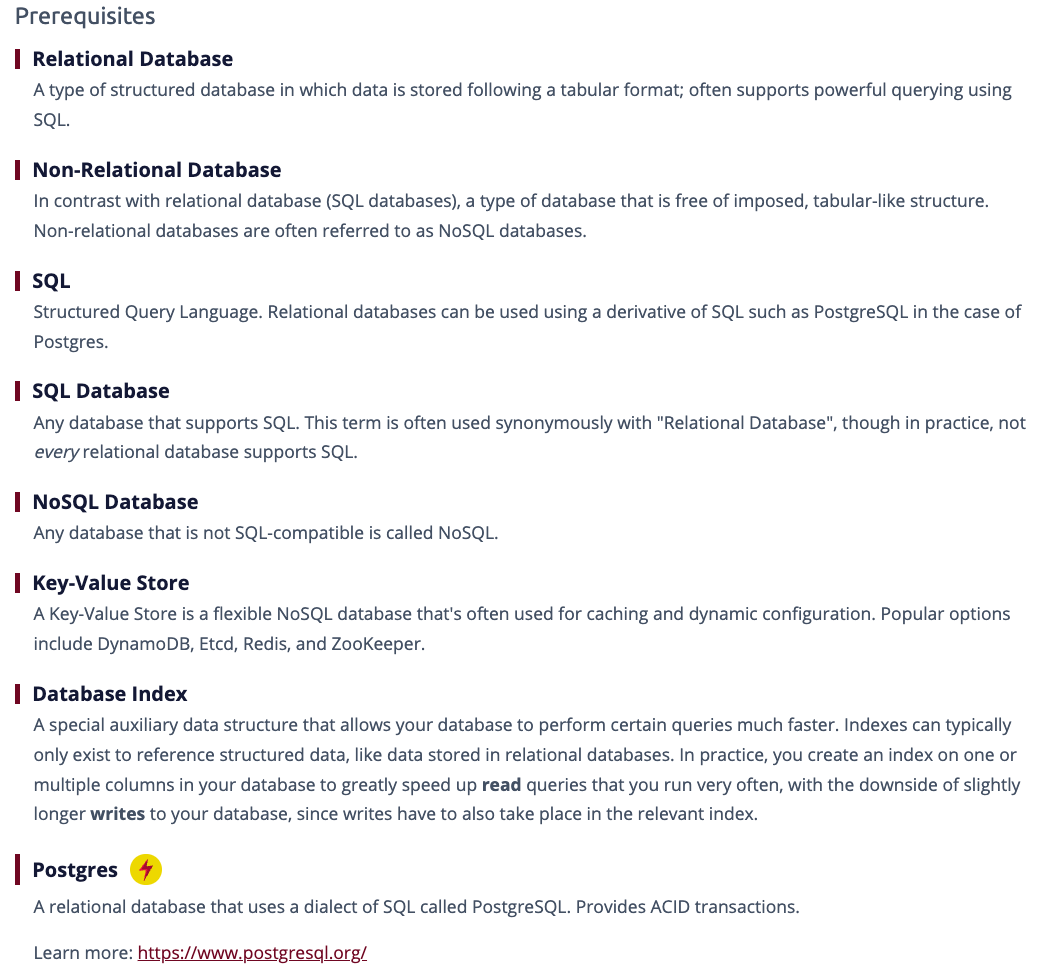 Prerequisites
Relational Database
A type of structured database in which data is stored following a tabular format; often supports powerful querying using
SQL.
Non-Relational Database
In contrast with relational database (SQL databases), a type of database that is free of imposed, tabular-like structure.
Non-relational databases are often referred to as NoSQL databases.
SQL
Structured Query Language. Relational databases can be used using a derivative of SQL such as PostgreSQL in the case of
Postgres.
SQL Database
Any database that supports SQL. This term is often used synonymously with "Relational Database", though in practice, not
every relational database supports SQL.
NoSQL Database
Any database that is not SQL-compatible is called NoSQL.
Key-Value Store
A Key-Value Store is a flexible NoSQL database that's often used for caching and dynamic configuration. Popular options
include DynamoDB, Etcd, Redis, and ZooKeeper.
Database Index
A special auxiliary data structure that allows your database to perform certain queries much faster. Indexes can typically
only exist to reference structured data, like data stored in relational databases. In practice, you create an index on one or
multiple columns in your database to greatly speed up read queries that you run very often, with the downside of slightly
longer writes to your database, since writes have to also take place in the relevant index.
Postgres
A relational database that uses a dialect of SQL called PostgreSQL. Provides ACID transactions.
Learn more: https://www.postgresql.org/